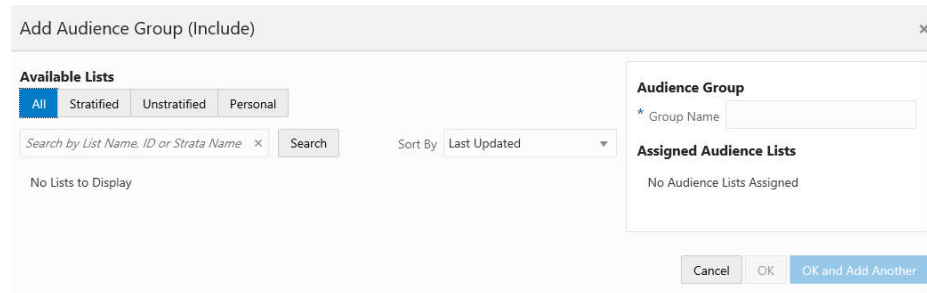 Add Audience Group (Include)
×
Available Lists
All Stratified Unstratified Personal
Search by List Name, ID or Strata Name × Search Sort By Last Updated
No Lists to Display
Audience Group
* Group Name
Assigned Audience Lists
No Audience Lists Assigned
Cancel OK OK and Add Another